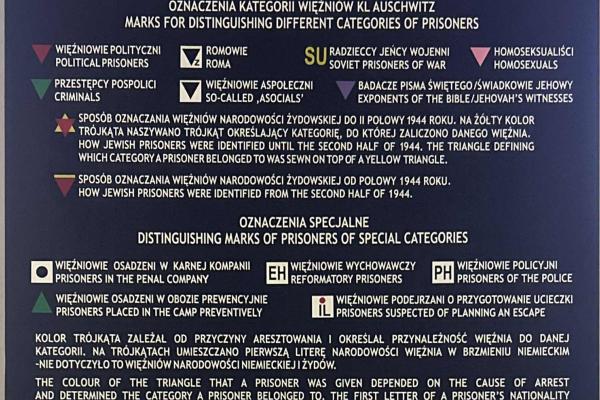 OZNACZENIA KATEGORII WIĘŹNIÓW KL AUSCHWITZ
MARKS FOR DISTINGUISHING DIFFERENT CATEGORIES OF PRISONERS
WIĘŹNIOWIE POLITYCZNI
POLITICAL PRISONERS
Z
ROMOWIE
ROMA
SU
RADZIECCY JEŃCY WOJENNI
SOVIET PRISONERS OF WAR
HOMOSEKSUALIŚCI
HOMOSEXUALS
PRZESTĘPCY POSPOLICI
CRIMINALS
WIĘŹNIOWIE ASPOŁECZNI
SO-CALLED ‚ASOCIALS'
BADACZE PISMA ŚWIĘTEGO/ŚWIADKOWIE JEHOWY
EXPONENTS OF THE BIBLE/JEHOVAH'S WITNESSES
SPOSÓB OZNACZANIA WIĘŹNIÓW NARODOWOŚCI ŻYDOWSKIEJ DO II POŁOWY 1944 ROKU. NA ŻÓŁTY KOLOR
TRÓJKĄTA NASZYWANO TRÓJKĄT OKREŚLAJĄCY KATEGORIĘ, DO KTÓREJ ZALICZONO DANEGO WIĘŹNIA.
HOW JEWISH PRISONERS WERE IDENTIFIED UNTIL THE SECOND HALF OF 1944. THE TRIANGLE DEFINING
WHICH CATEGORY A PRISONER BELONGED TO WAS SEWN ON TOP OF A YELLOW TRIANGLE.
SPOSÓB OZNACZANIA WIĘŹNIÓW NARODOWOŚCI ŻYDOWSKIEJ OD POŁOWY 1944 ROKU.
HOW JEWISH PRISONERS WERE IDENTIFIED FROM THE SECOND HALF OF 1944.
OZNACZENIA SPECJALNE
DISTINGUISHING MARKS OF PRISONERS OF SPECIAL CATEGORIES
WIĘŹNIOWIE OSADZENI W KARNEJ KOMPANII
PRISONERS IN THE PENAL COMPANY
EH
WIĘŹNIOWIE WYCHOWAWCZY
REFORMATORY PRISONERS
PH
WIĘŹNIOWIE POLICYJNI
PRISONERS OF THE POLICE
WIĘŹNIOWIE OSADZENI W OBOZIE PREWENCYJNIE
PRISONERS PLACED IN THE CAMP PREVENTIVELY
iL
WIĘŹNIOWIE PODEJRZANI O PRZYGOTOWANIE UCIECZKI
PRISONERS SUSPECTED OF PLANNING AN ESCAPE
KOLOR TRÓJKĄTA ZALEŻAŁ OD PRZYCZYNY ARESZTOWANIA I OKREŚLAŁ PRZYNALEŻNOŚĆ WIĘŹNIA DO DANEJ
KATEGORII. NA TRÓJKĄTACH UMIESZCZANO PIERWSZĄ LITERĘ NARODOWOŚCI WIĘŹNIA W BRZMIENIU NIEMIECKIM
-NIE DOTYCZYŁO TO WIĘŹNIÓW NARODOWOŚCI NIEMIECKIEJ I ŻYDÓW.
THE COLOUR OF THE TRIANGLE THAT A PRISONER WAS GIVEN DEPENDED ON THE CAUSE OF ARREST
AND DETERMINED THE CATEGORY A PRISONER BELONGED TO. THE FIRST LETTER OF A PRISONER'S NATIONALITY